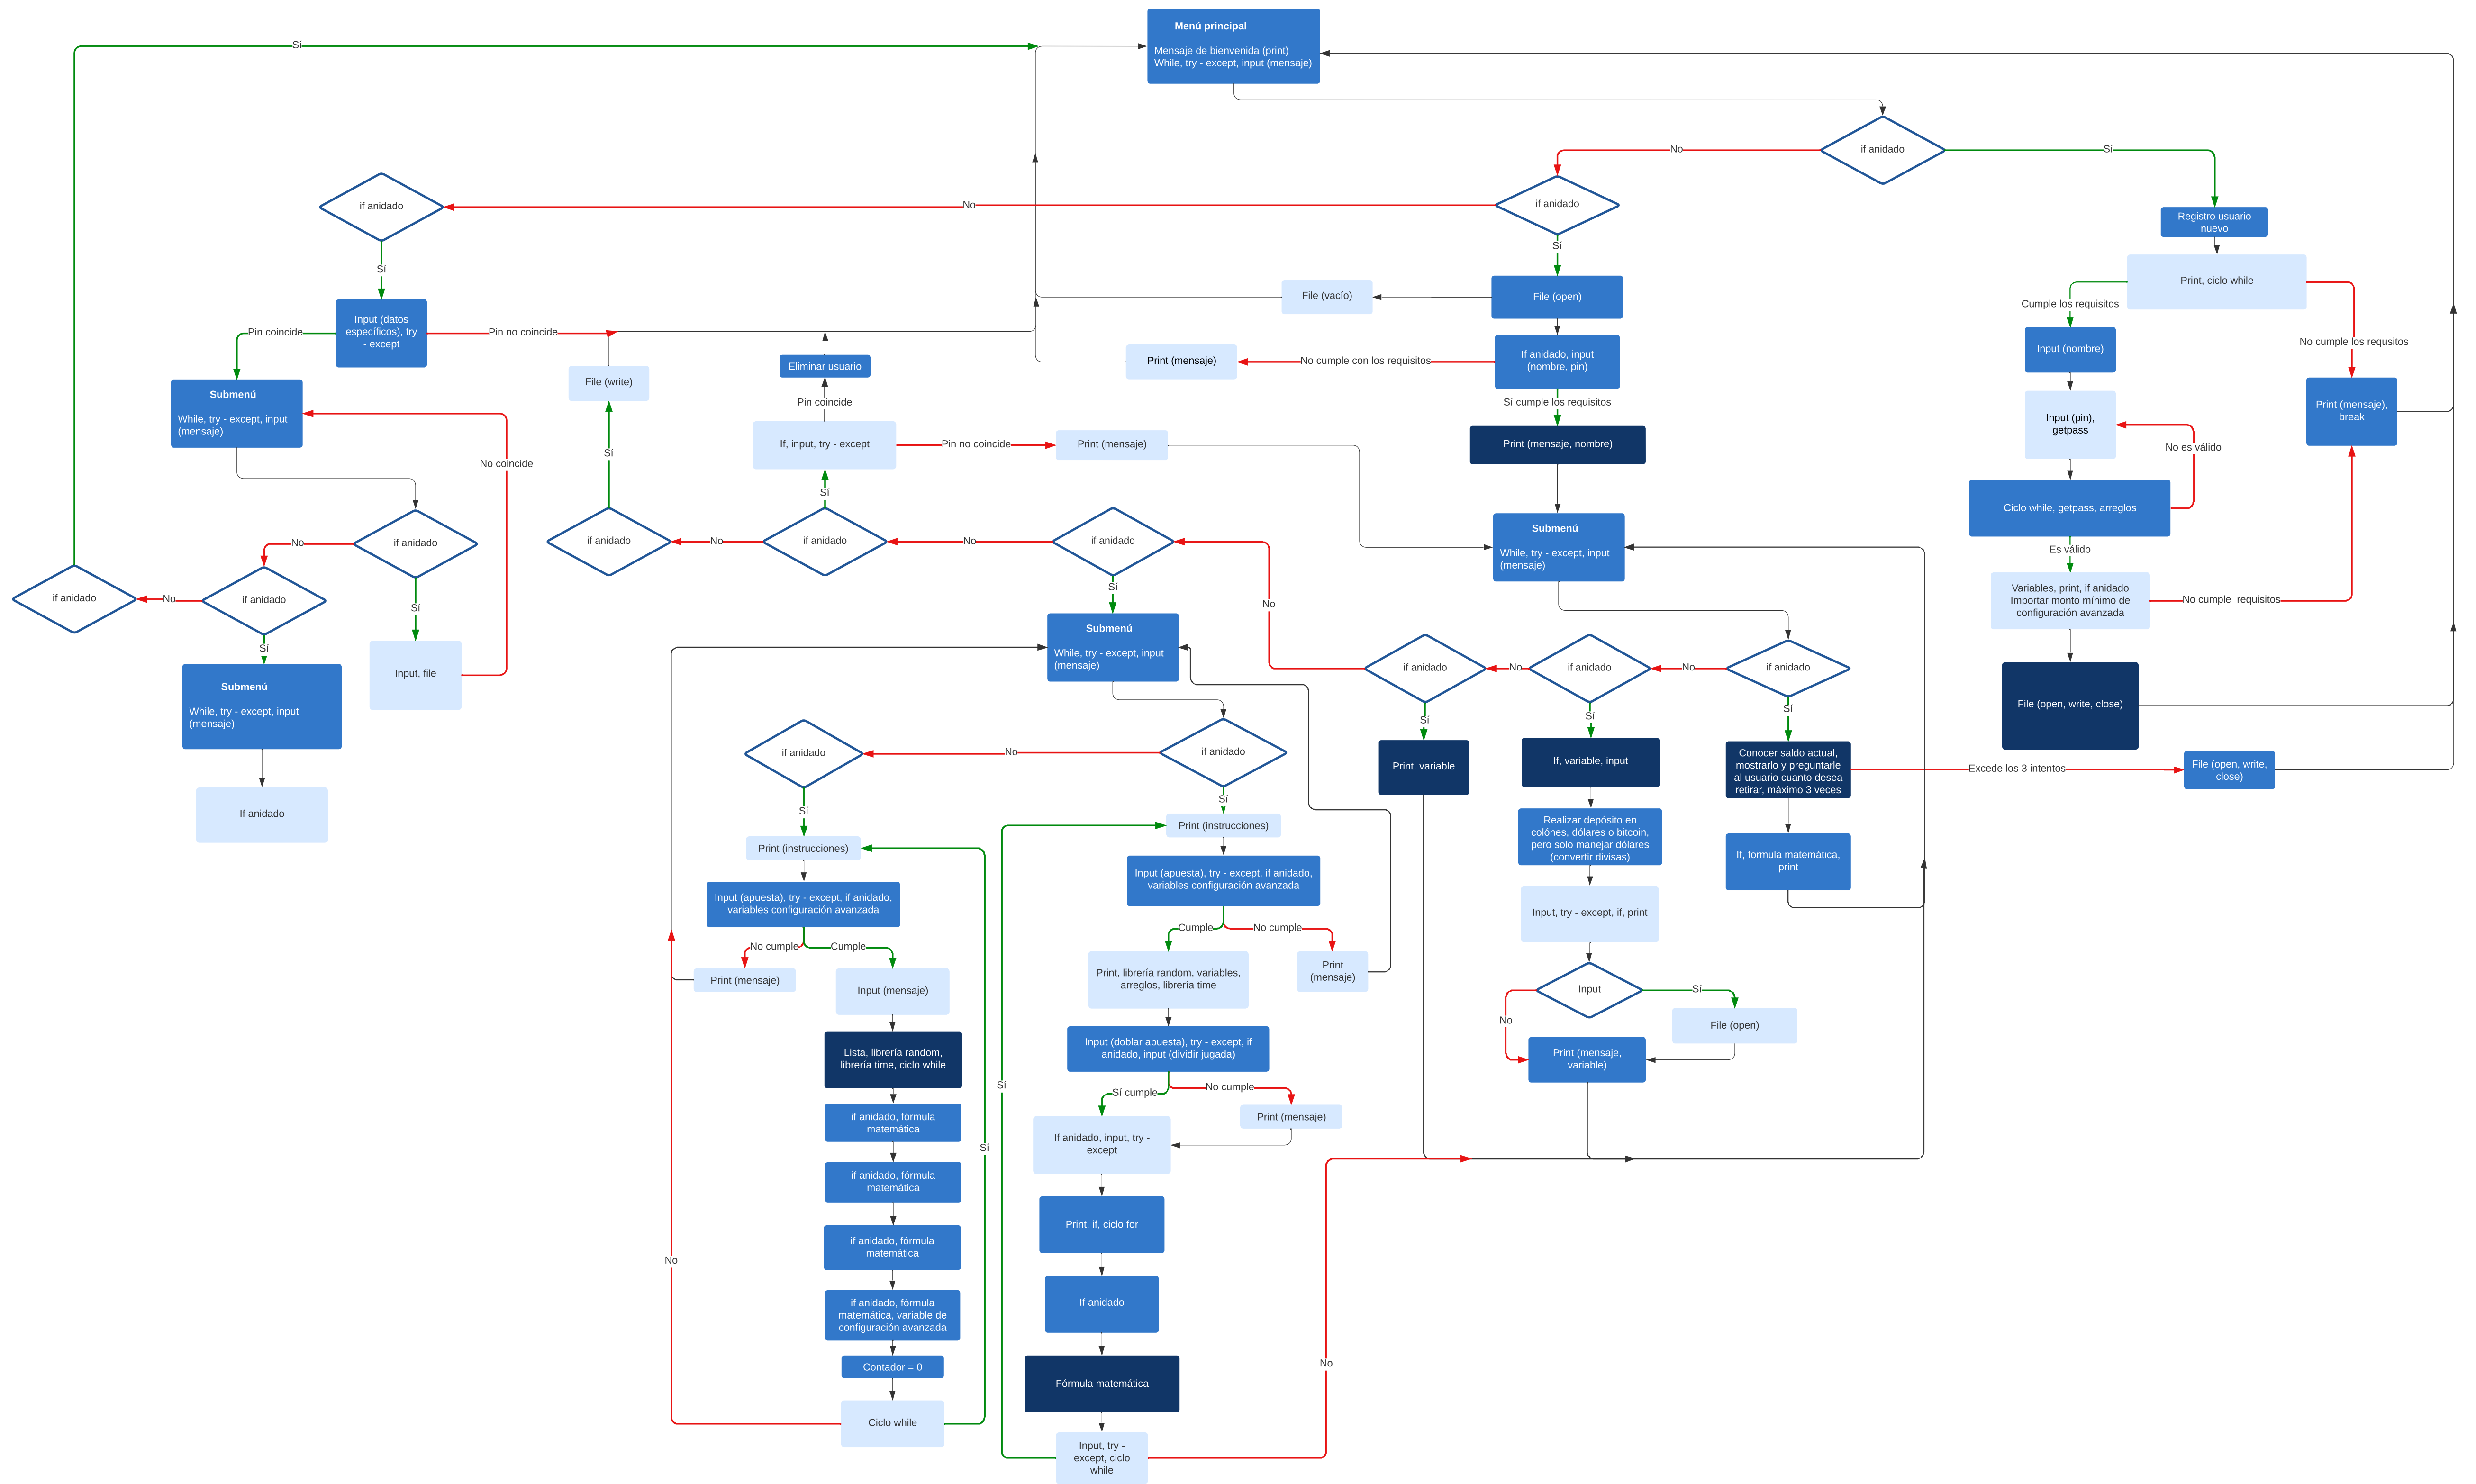 Menú principal
Mensaje de bienvenida (print)
While, try - except, input (mensaje)
Sí
if anidado
No
Sí
if anidado
No
if anidado
Sí
Sí
Registro usuario
nuevo
Print, ciclo while
Cumple los requisitos
No cumple los requsitos
Input (nombre)
Input (pin),
getpass
No es válido
Print (mensaje),
break
Ciclo while, getpass, arreglos
Es válido
Variables, print, if anidado
Importar monto mínimo de
configuración avanzada
No cumple  requisitos
File (open, write, close)
File (open)
File (vacío)
If anidado, input
(nombre, pin)
No cumple con los requisitos
Print (mensaje)
Sí cumple los requisitos
Print (mensaje, nombre)
Submenú
While, try - except, input
(mensaje)
Input (datos
específicos), try
- except
Pin coincide
Pin no coincide
Submenú
While, try - except, input
(mensaje)
No coincide
if anidado
No
Sí
if anidado
No
if anidado
Sí
Input, file
Submenú
While, try - except, input
(mensaje)
If anidado
File (write)
Sí
if anidado
No
Eliminar usuario
Pin coincide
If, input, try - except
Pin no coincide
Print (mensaje)
Sí
if anidado
No
if anidado
Sí
No
if anidado
No
if anidado
No
if anidado
Sí
Sí
Sí
Print, variable
If, variable, input
Conocer saldo actual,
mostrarlo y preguntarle
al usuario cuanto desea
retirar, máximo 3 veces
Excede los 3 intentos
File (open, write,
close)
If, formula matemática,
print
Realizar depósito en
colónes, dólares o bitcoin,
pero solo manejar dólares
(convertir divisas)
Input, try - except, if, print
Input
Sí
No
File (open)
Print (mensaje,
variable)
Submenú
While, try - except, input
(mensaje)
if anidado
No
if anidado
Sí
Sí
Print (instrucciones)
Input (apuesta), try - except, if anidado,
variables configuración avanzada
No cumple
Cumple
Print (mensaje)
Input (mensaje)
Lista, librería random,
librería time, ciclo while
if anidado, fórmula
matemática
if anidado, fórmula
matemática
if anidado, fórmula
matemática
if anidado, fórmula
matemática, variable de
configuración avanzada
Contador = 0
Ciclo while
No
Sí
Print (instrucciones)
Input (apuesta), try - except, if anidado,
variables configuración avanzada
Cumple
No cumple
Print, librería random, variables,
arreglos, librería time
Print
(mensaje)
Input (doblar apuesta), try - except, if
anidado, input (dividir jugada)
Sí cumple
No cumple
Print (mensaje)
If anidado, input, try -
except
Print, if, ciclo for
If anidado
Fórmula matemática
Input, try -
except, ciclo
while
Sí
No